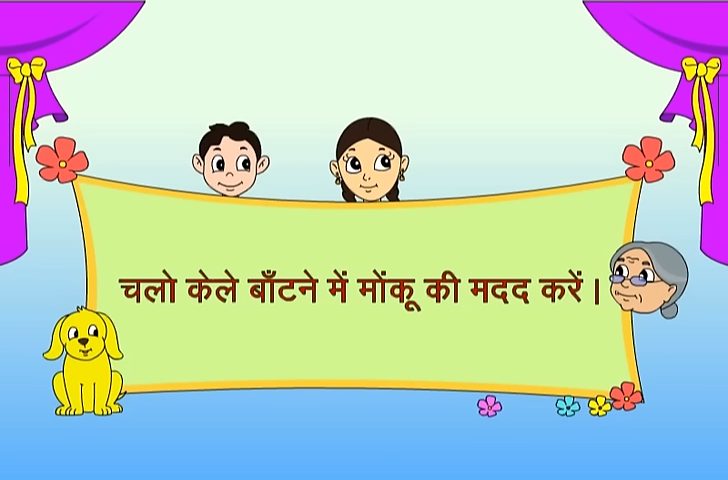 चलो केले बाँटने में मोंकू की मदद करें |